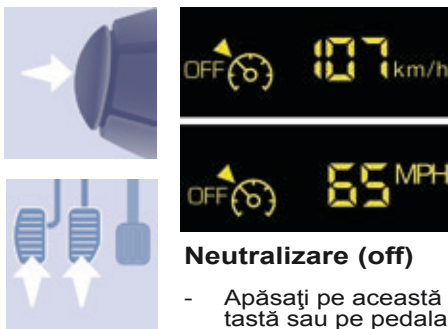 OFF 107 km/h
OFF 65 MPH
Neutralizare (off)
- Apăsaţi pe această
tastă sau pe pedala